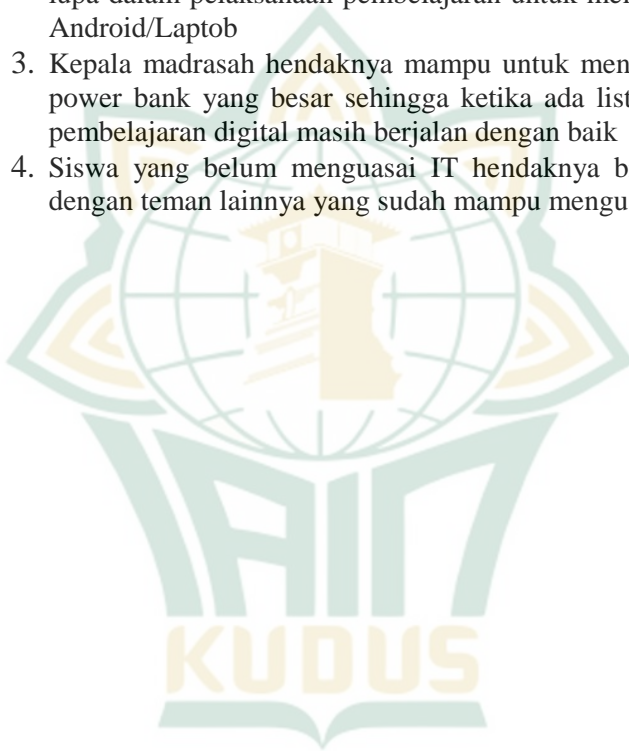 lupa dalam pelaksanaan pembelajaran untuk
Android/Laptob
3. Kepala madrasah hendaknya mampu untuk men
power bank yang besar sehingga ketika ada list
pembelajaran digital masih berjalan dengan baik
4. Siswa yang belum menguasai IT hendaknya b
dengan teman lainnya yang sudah mampu mengu
IAIN
KUDUS